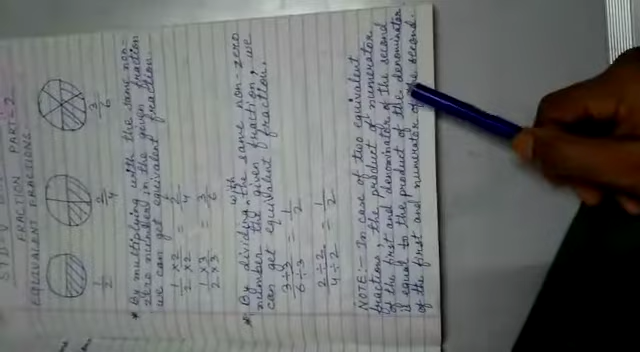 FRACTION PART-2
EQUIVALENT FRACTIONS
1/2 2/4 3/6
* By multiplying with the same non-
zero number in the given fraction
we can get equivalent fraction.
1×2/2×2 = 2/4
1×3/2×3 = 3/6
* By dividing with the same non-zero
number the given fraction, we
can get equivalent fraction.
3÷3/6÷3 = 1/2
2÷2/4÷2 = 1/2
NOTE:- In case of two equivalent
fractions, the product of numerator
of the first and denominator of the second
is equal to the product of the denominator
of the first and numerator of the second.